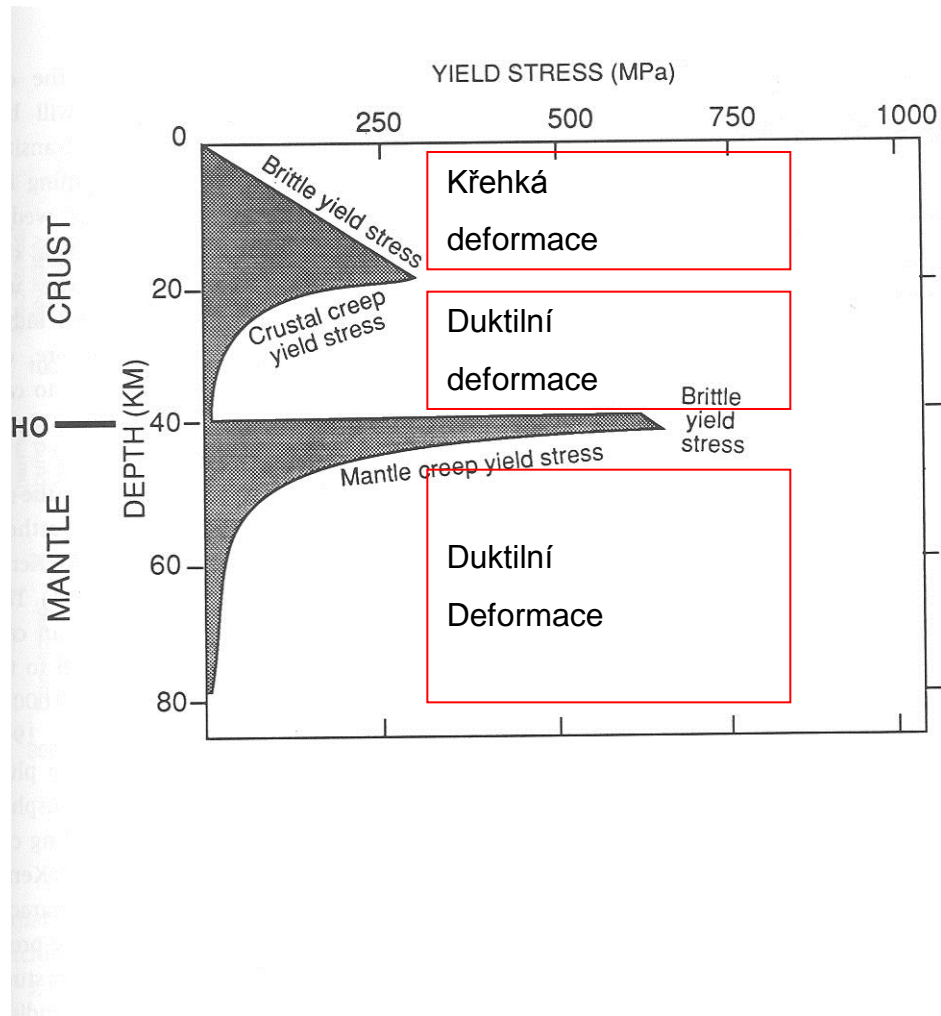 YIELD STRESS (MPa)
250
500
750
1000
0
20
40
60
80
CRUST
MANTLE
HO
DEPTH (KM)
Brittle yield stress
Crustal creep
yield stress
Brittle
yield
stress
Mantle creep yield stress
Křehká
deformace
Duktilní
deformace
Duktilní
Deformace